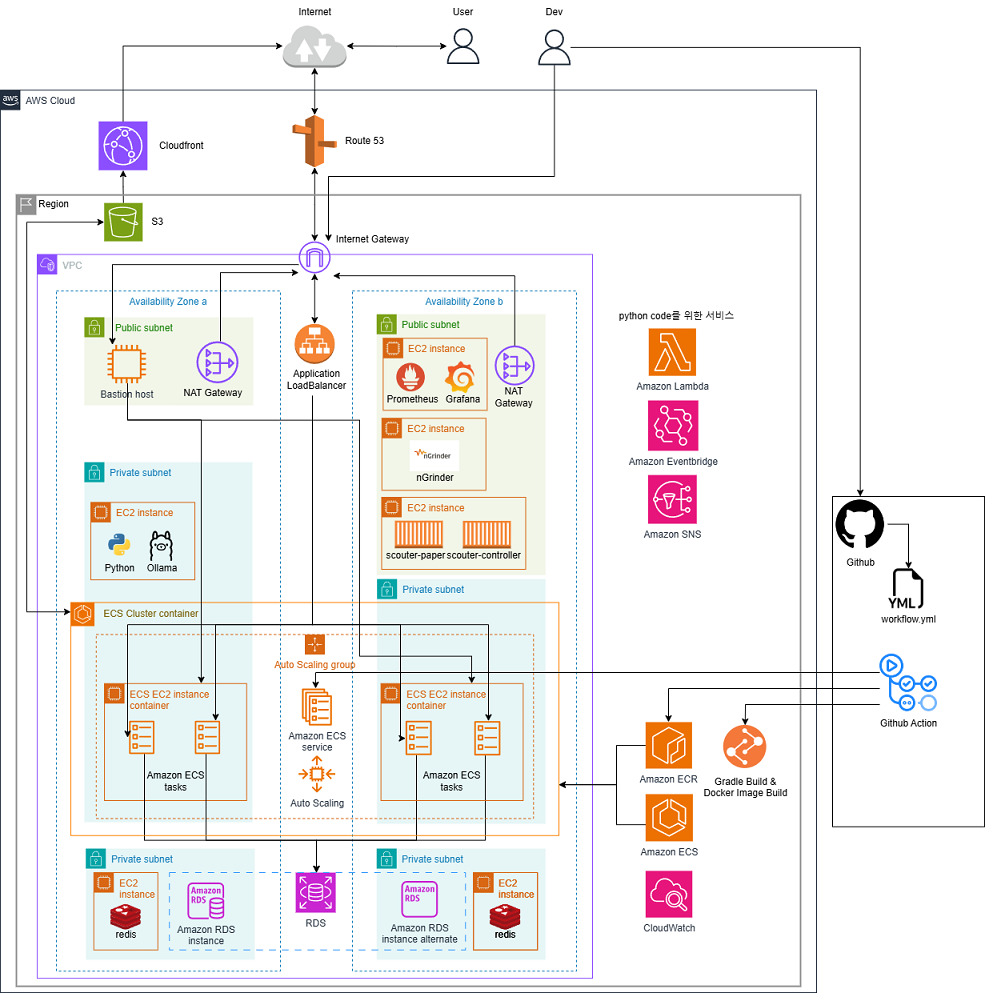 Internet
User
Dev
aws
AWS Cloud
Cloudfront
Route 53
Region
S3
Internet Gateway
VPC
Availability Zone a
Availability Zone b
Public subnet
Bastion host
NAT Gateway
Application
LoadBalancer
Public subnet
EC2 instance
Prometheus
Grafana
NAT
Gateway
EC2 instance
nGrinder
nGrinder
EC2 instance
scouter-paper
scouter-controller
python code를 위한 서비스
Amazon Lambda
Amazon Eventbridge
Amazon SNS
Private subnet
EC2 instance
Python
Ollama
Private subnet
ECS Cluster container
Auto Scaling group
ECS EC2 instance
container
Amazon ECS
tasks
Amazon ECS
service
Auto Scaling
ECS EC2 instance
container
Amazon ECS
tasks
Github
YML
workflow.yml
Github Action
Amazon ECR
Gradle Build &
Docker Image Build
Amazon ECS
CloudWatch
Private subnet
EC2
instance
redis
Amazon
RDS
Amazon RDS
instance
RDS
Private subnet
Amazon
RDS
Amazon RDS
instance alternate
EC2
instance
redis